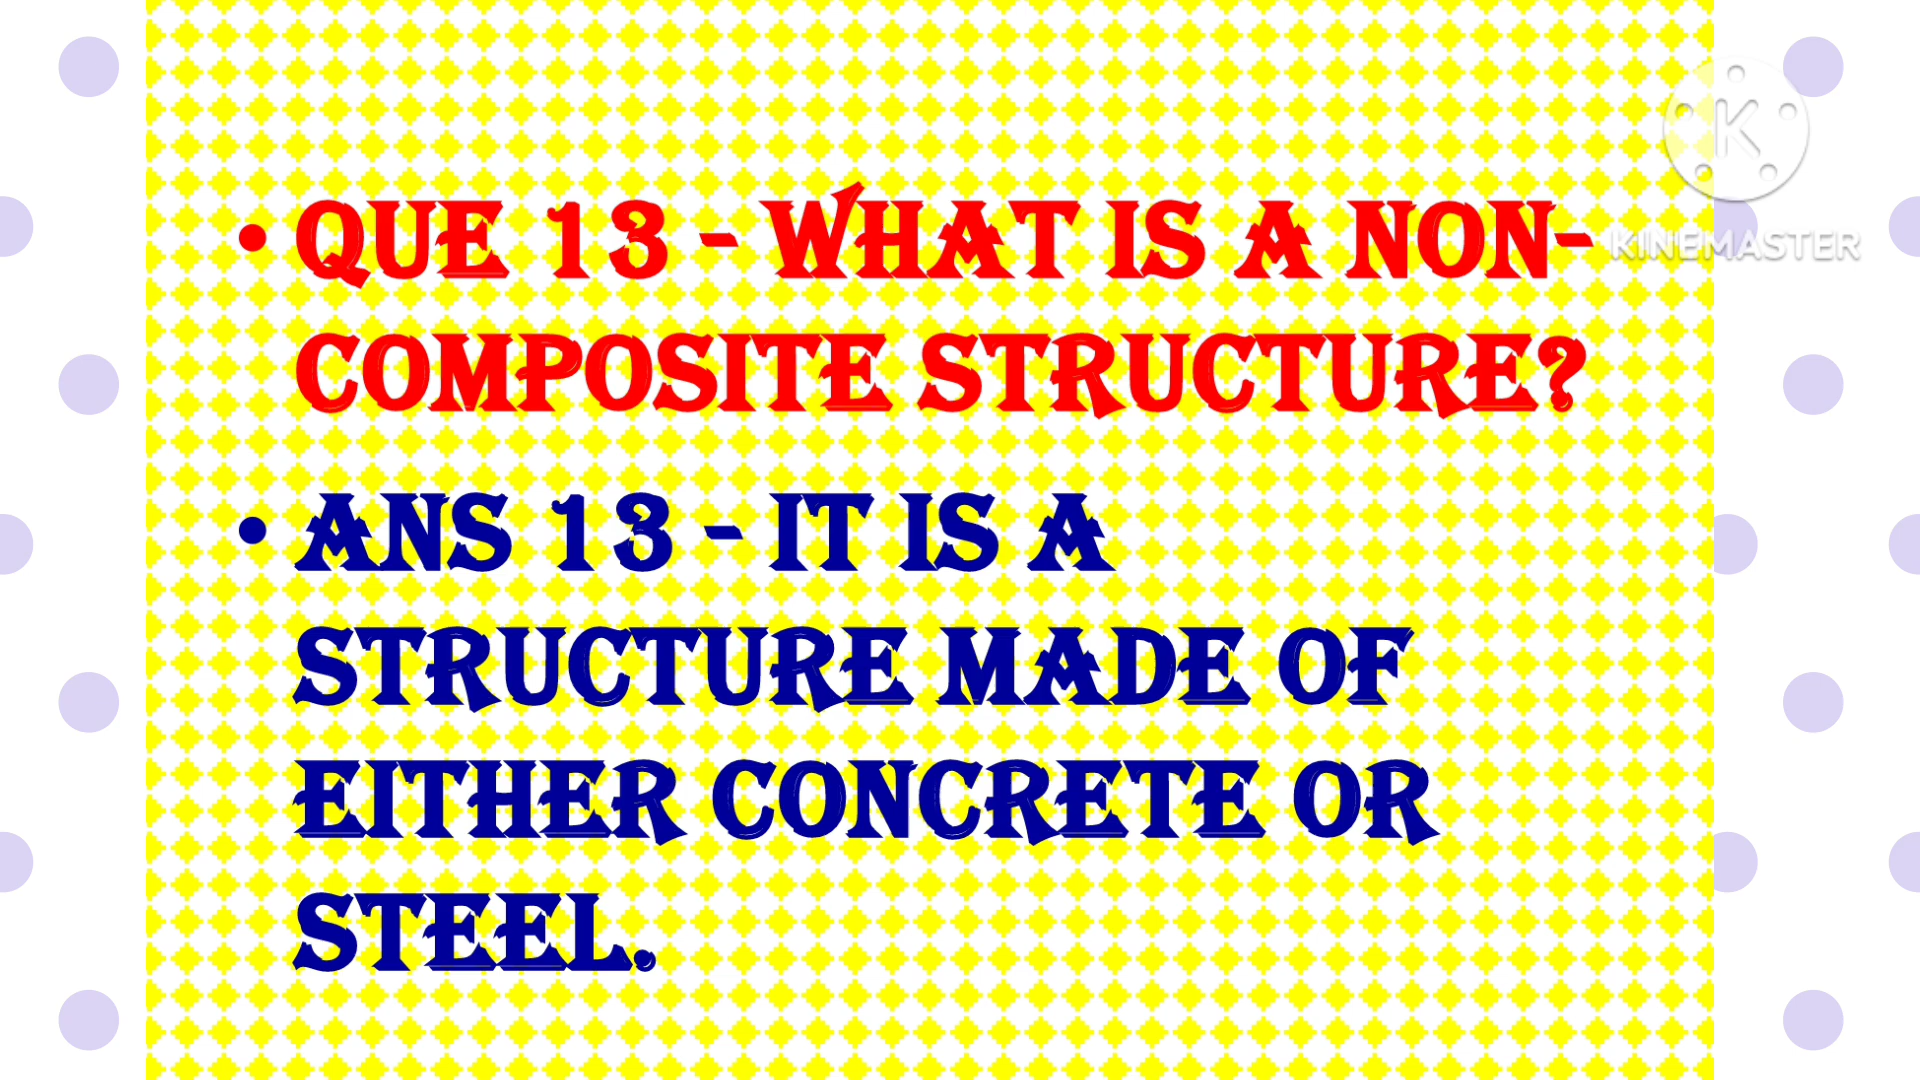 • QUE 13 - WHAT IS A NON-
COMPOSITE STRUCTURE?
• ANS 13 - IT IS A
STRUCTURE MADE OF
EITHER CONCRETE OR
STEEL.
K
KINEMASTER